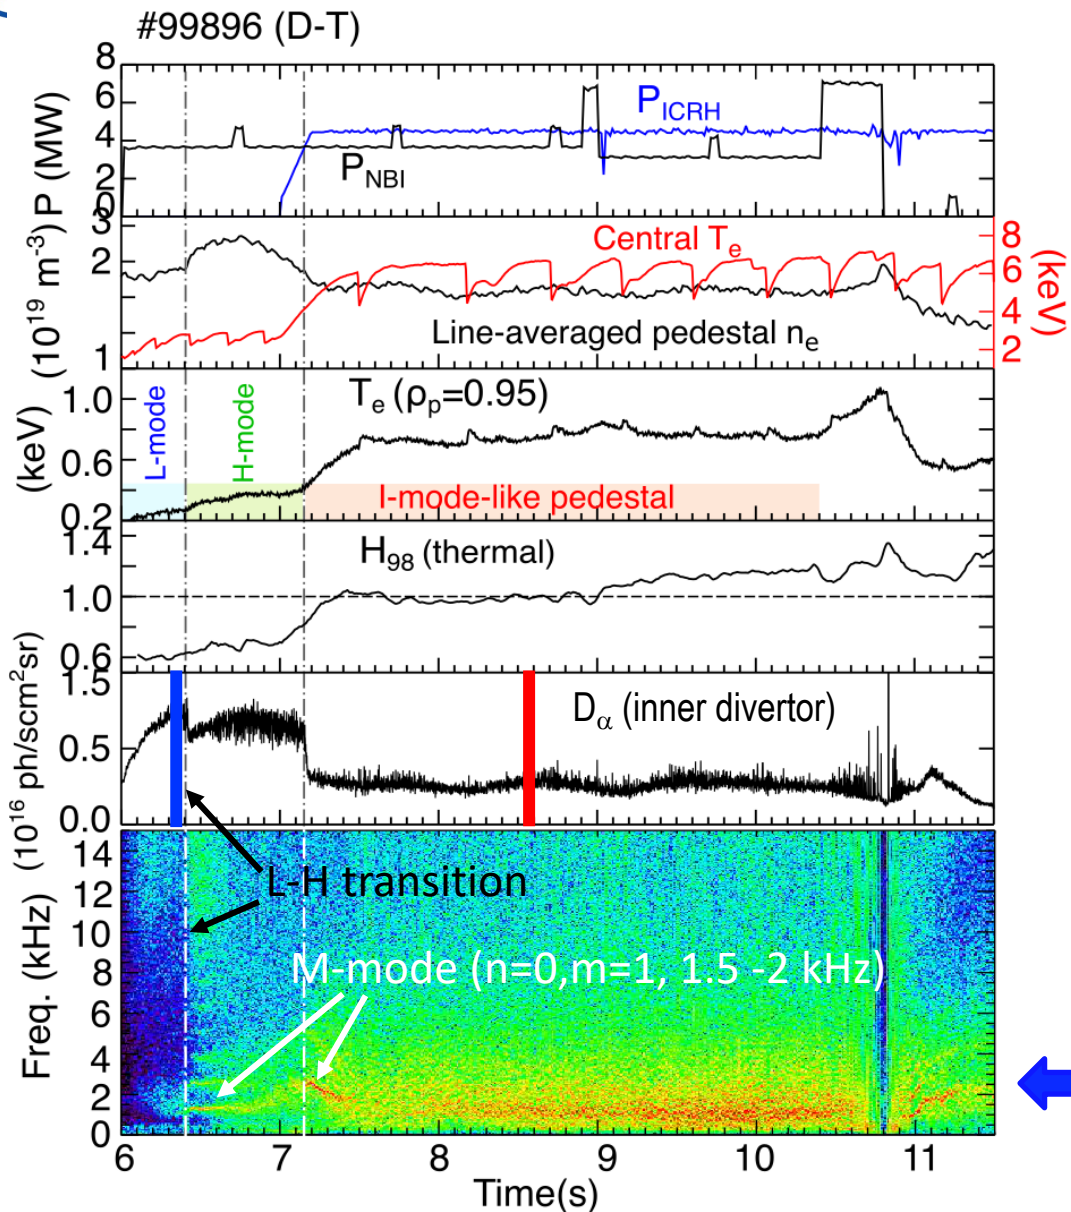 #99896 (D-T)
8
6
4
2
0
P (MW)
P_ICRH
P_NBI
3
2
1
(10^19 m^-3)
Central T_e
Line-averaged pedestal n_e
8
6
4
2
(keV)
1.0
0.6
0.2
(keV)
T_e (ρ_p=0.95)
L-mode
H-mode
I-mode-like pedestal
1.4
1.0
0.6
H_98 (thermal)
1.5
0.5
0.0
(10^16 ph/scm^2sr)
D_α (inner divertor)
14
12
10
8
6
4
2
0
Freq. (kHz)
L-H transition
M-mode (n=0,m=1, 1.5 -2 kHz)
6 7 8 9 10 11
Time(s)